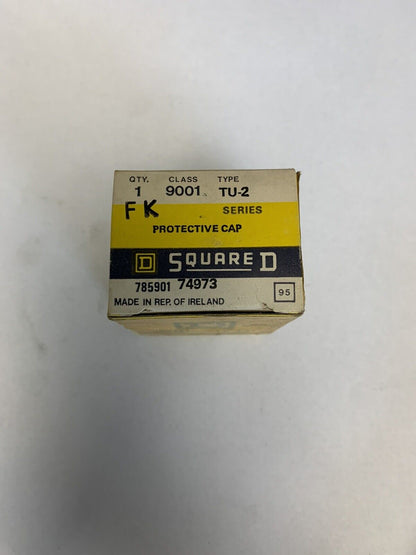 QTY. CLASS TYPE
1 9001 TU-2
FK SERIES
PROTECTIVE CAP
D SQUARE D
785901 74973
MADE IN REP. OF IRELAND 95